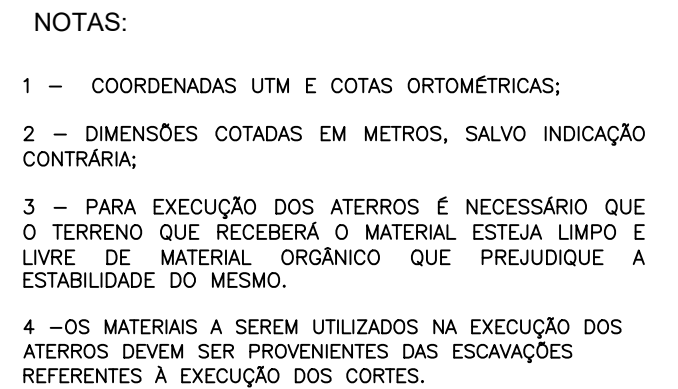 NOTAS:
1 – COORDENADAS UTM E COTAS ORTOMÉTRICAS;
2 – DIMENSÕES COTADAS EM METROS, SALVO INDICAÇÃO
CONTRÁRIA;
3 – PARA EXECUÇÃO DOS ATERROS É NECESSÁRIO QUE
O TERRENO QUE RECEBERÁ O MATERIAL ESTEJA LIMPO E
LIVRE DE MATERIAL ORGÂNICO QUE PREJUDIQUE A
ESTABILIDADE DO MESMO.
4 –OS MATERIAIS A SEREM UTILIZADOS NA EXECUÇÃO DOS
ATERROS DEVEM SER PROVENIENTES DAS ESCAVAÇÕES
REFERENTES À EXECUÇÃO DOS CORTES.